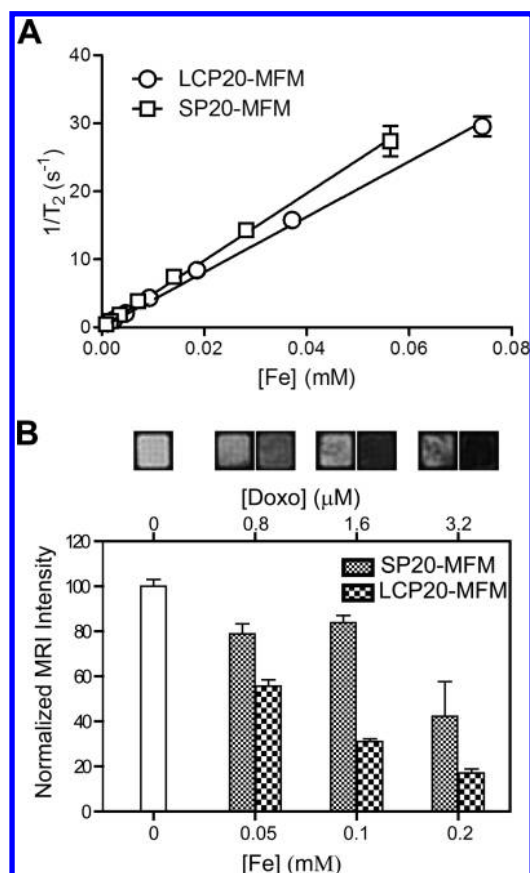 A
40
LCP20-MFM
SP20-MFM
30
20
10
0
1/T2 (s-1)
0.00 0.02 0.04 0.06 0.08
[Fe] (mM)
B
[Doxo] (μM)
0 0.8 1.6 3.2
120
100
80
60
40
20
0
SP20-MFM
LCP20-MFM
Normalized MRI Intensity
0 0.05 0.1 0.2
[Fe] (mM)